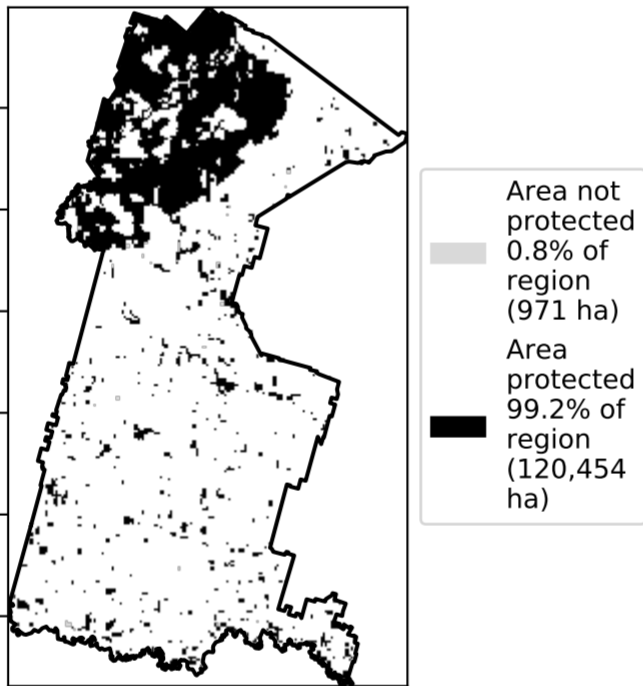 Area not
protected
0.8% of
region
(971 ha)
Area
protected
99.2% of
region
(120,454
ha)